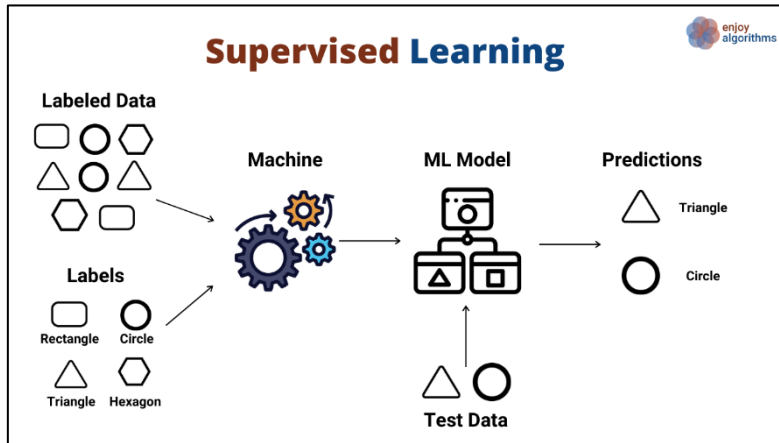 Supervised Learning
enjoy
algorithms
Labeled Data
Machine
ML Model
Predictions
Triangle
Circle
Labels
Rectangle Circle
Triangle Hexagon
Test Data